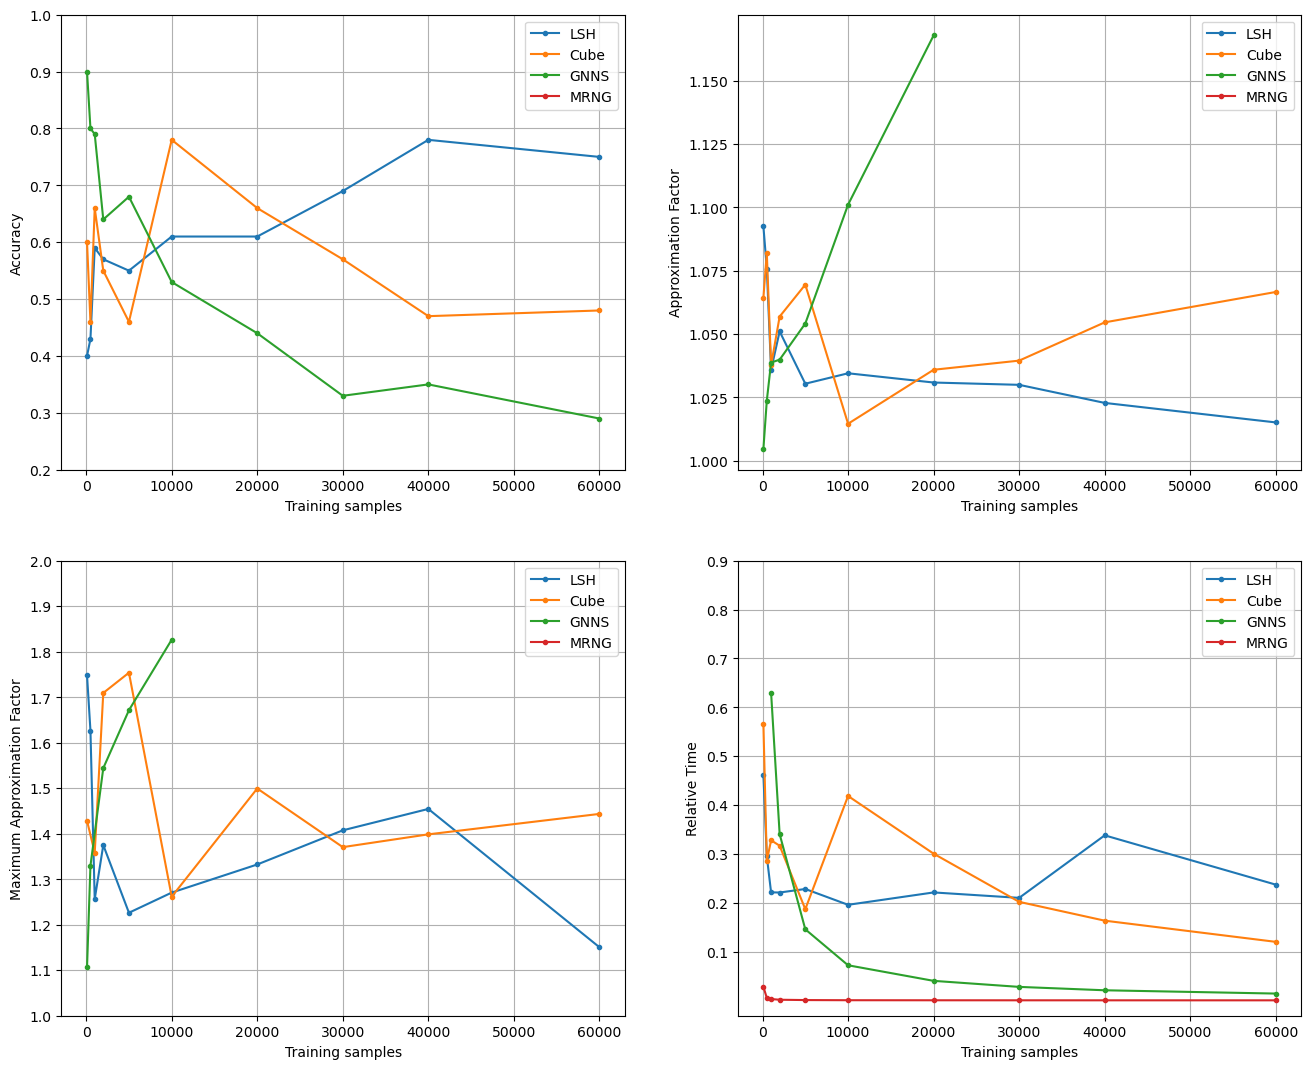 1.0
0.9
0.8
0.7
0.6
0.5
0.4
0.3
0.2
Accuracy
LSH
Cube
GNNS
MRNG
0 10000 20000 30000 40000 50000 60000
Training samples
1.150
1.125
1.100
1.075
1.050
1.025
1.000
Approximation Factor
LSH
Cube
GNNS
MRNG
0 10000 20000 30000 40000 50000 60000
Training samples
2.0
1.9
1.8
1.7
1.6
1.5
1.4
1.3
1.2
1.1
1.0
Maximum Approximation Factor
LSH
Cube
GNNS
MRNG
0 10000 20000 30000 40000 50000 60000
Training samples
0.9
0.8
0.7
0.6
0.5
0.4
0.3
0.2
0.1
Relative Time
LSH
Cube
GNNS
MRNG
0 10000 20000 30000 40000 50000 60000
Training samples